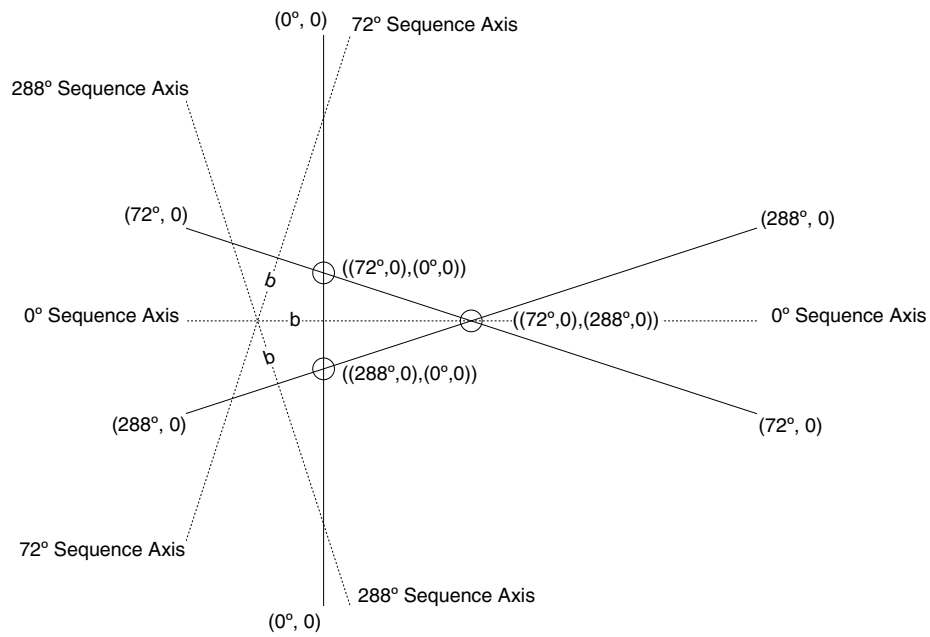 (0º, 0)
72º Sequence Axis
288º Sequence Axis
(72º, 0)
(288º, 0)
((72º,0),(0º,0))
b
0º Sequence Axis
b
((72º,0),(288º,0))
0º Sequence Axis
b
((288º,0),(0º,0))
(288º, 0)
(72º, 0)
72º Sequence Axis
288º Sequence Axis
(0º, 0)